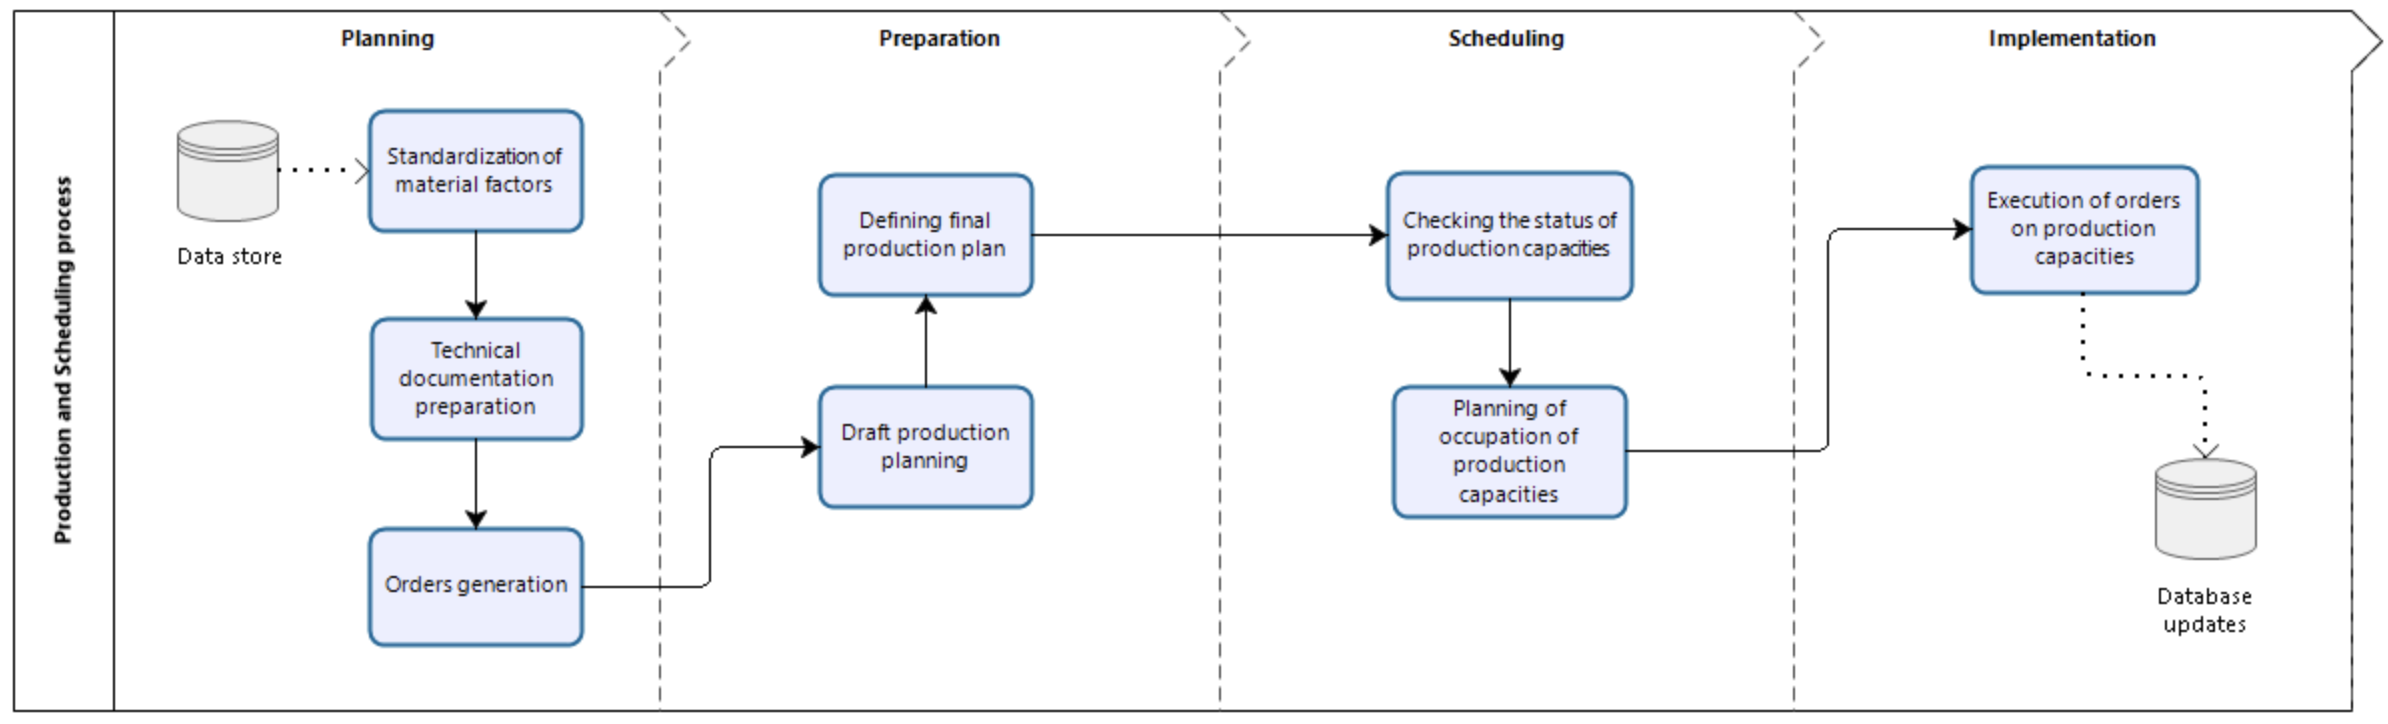 Production and Scheduling process
Planning
Preparation
Scheduling
Implementation
Data store
Standardization of
material factors
Technical
documentation
preparation
Orders generation
Defining final
production plan
Draft production
planning
Checking the status of
production capacities
Planning of
occupation of
production
capacities
Execution of orders
on production
capacities
Database
updates